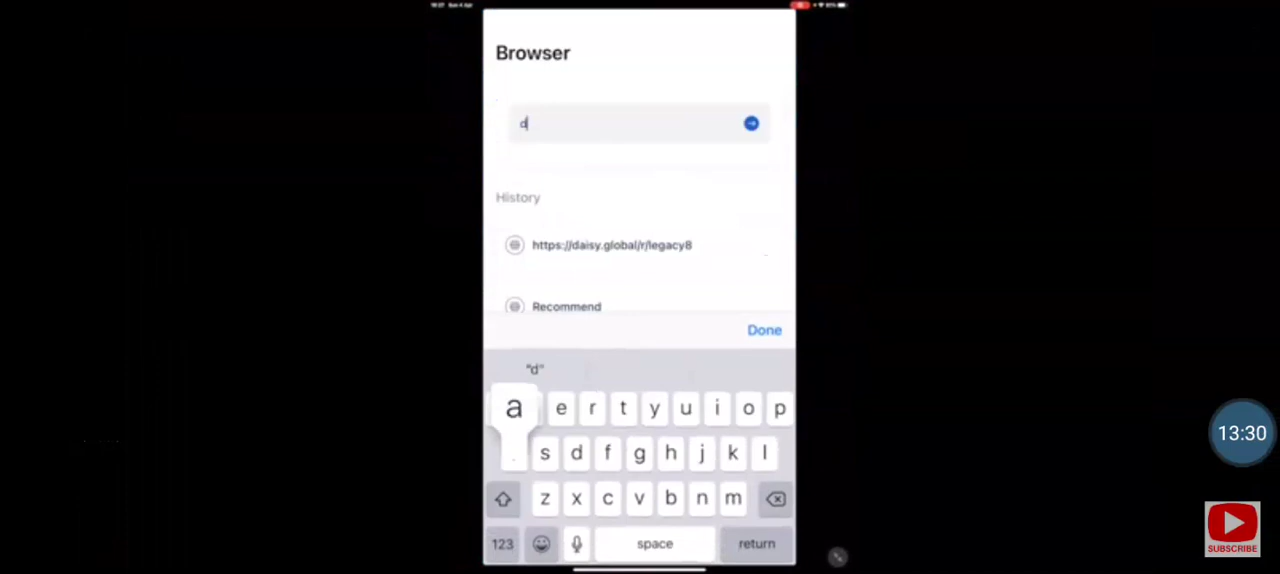 Browser
d
History
https://daisy.global/r/legacy8
Recommend
Done
"d"
a e r t y u i o p
s d f g h j k l
z x c v b n m
123 space return
13:30
SUBSCRIBE